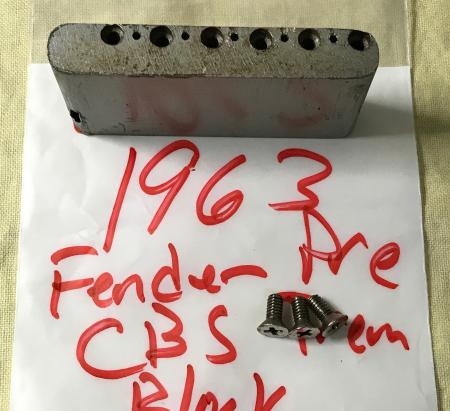 1963
Pre
Fender
CBS Trem
Block